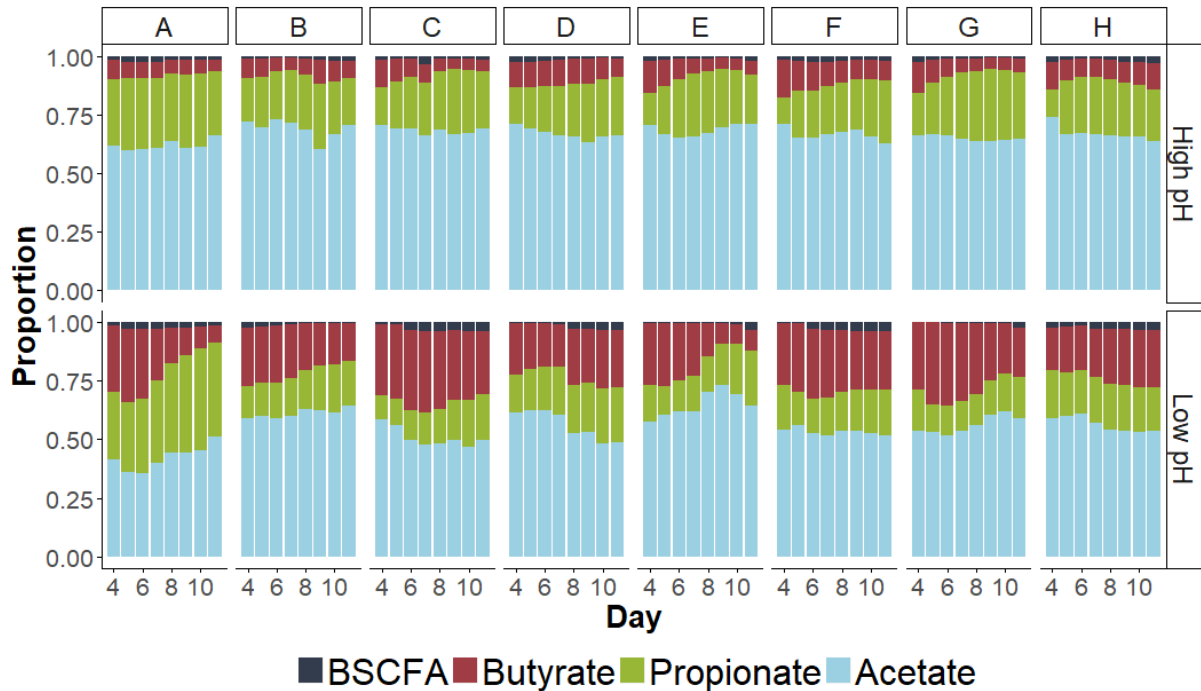 A B C D E F G H
Proportion
1.00
0.75
0.50
0.25
0.00
High pH
1.00
0.75
0.50
0.25
0.00
Low pH
4 6 8 10 4 6 8 10 4 6 8 10 4 6 8 10 4 6 8 10 4 6 8 10 4 6 8 10 4 6 8 10
Day
BSCFA Butyrate Propionate Acetate